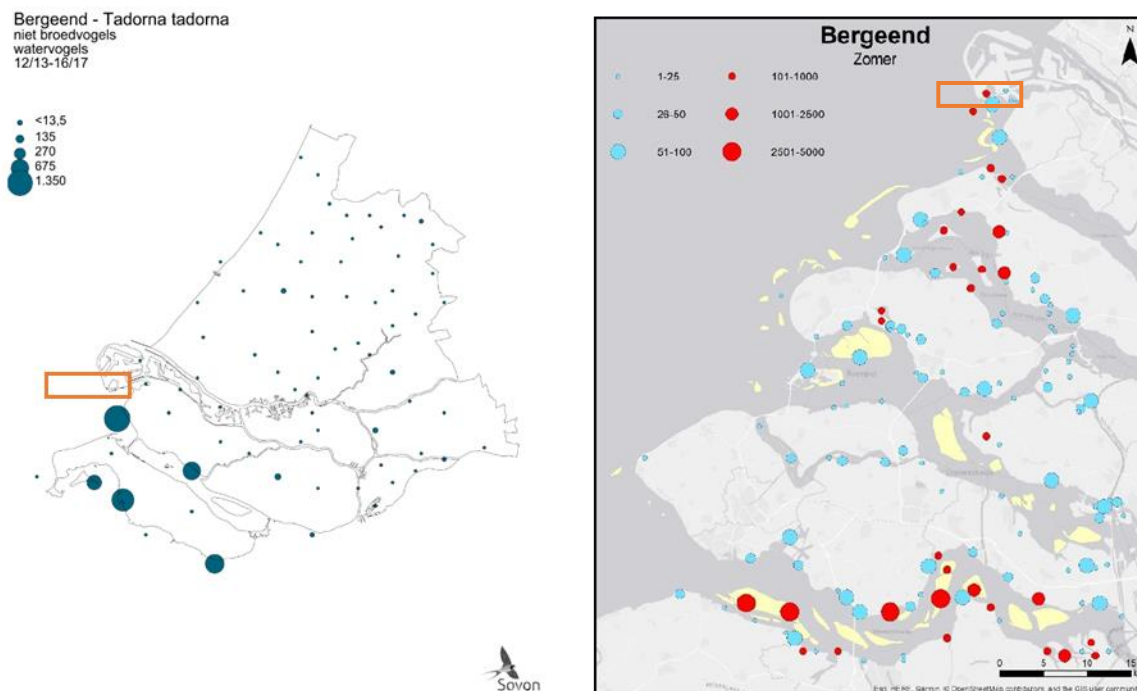 Bergeend - Tadorna tadorna
niet broedvogels
watervogels
12/13-16/17
<13,5
135
270
675
1.350
Sovon
Bergeend
Zomer
N
1-25
101-1000
26-50
1001-2500
51-100
2501-5000
0 5 10 15